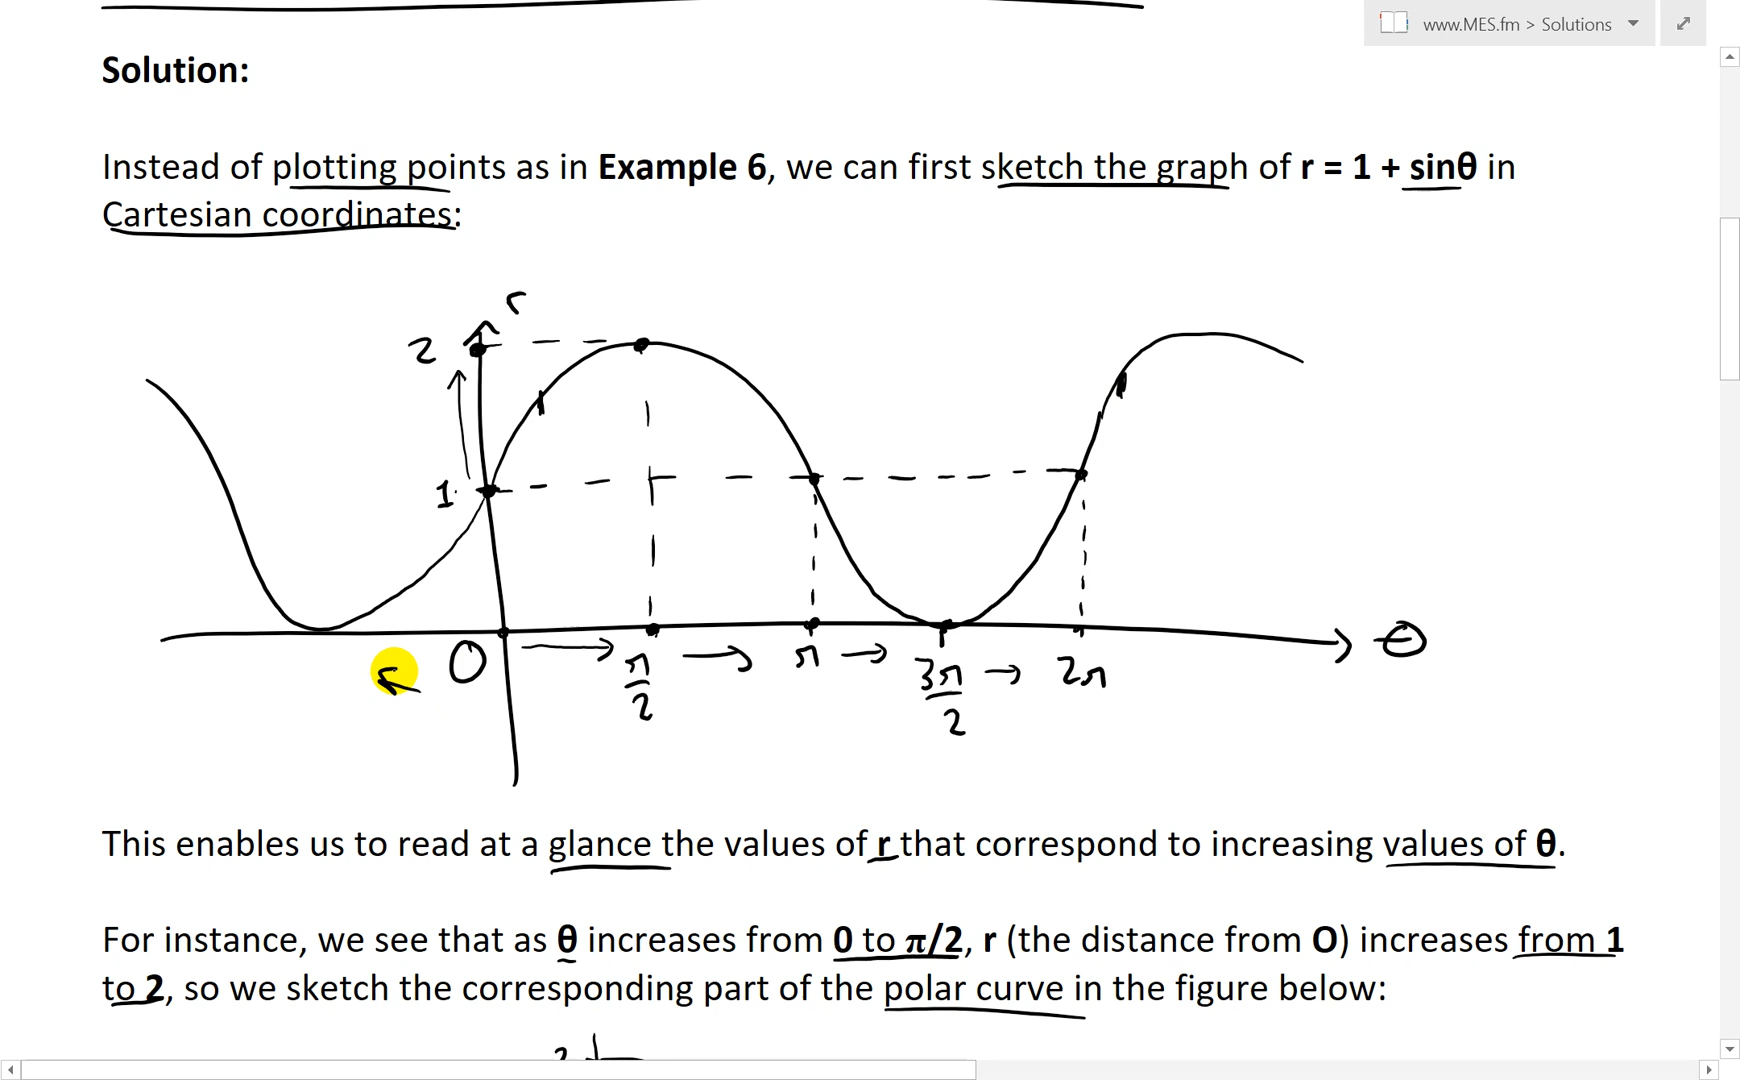 www.MES.fm > Solutions
Solution:
Instead of plotting points as in Example 6, we can first sketch the graph of r = 1 + sinθ in
Cartesian coordinates:
r
2
1
0
π/2
π
3π/2
2π
θ
This enables us to read at a glance the values of r that correspond to increasing values of θ.
For instance, we see that as θ increases from 0 to π/2, r (the distance from O) increases from 1
to 2, so we sketch the corresponding part of the polar curve in the figure below: